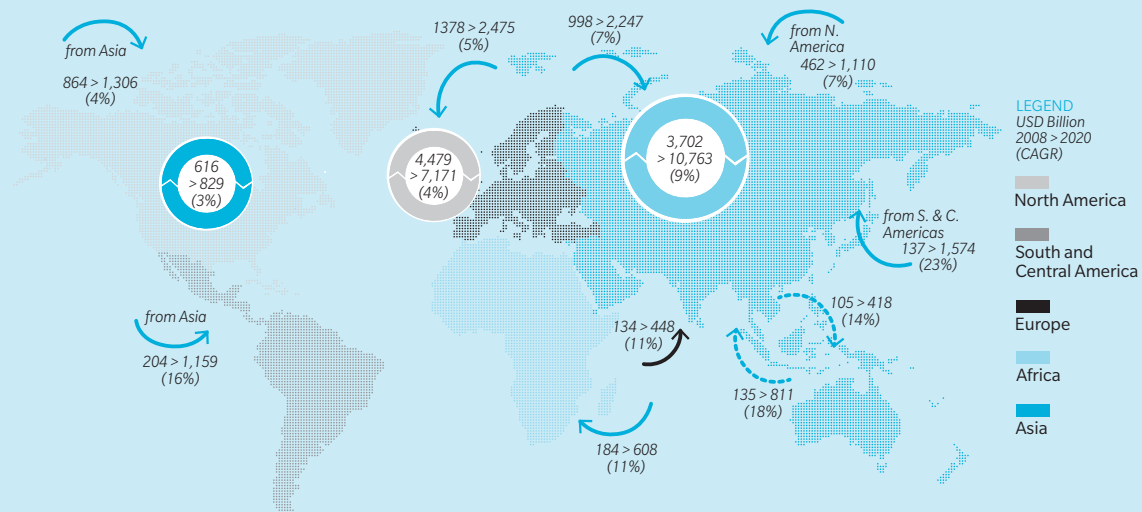 from Asia
864 > 1,306
(4%)
1378 > 2,475
(5%)
998 > 2,247
(7%)
from N.
America
462 > 1,110
(7%)
616
> 829
(3%)
4,479
> 7,171
(4%)
3,702
> 10,763
(9%)
from S. & C.
Americas
137 > 1,574
(23%)
from Asia
204 > 1,159
(16%)
134 > 448
(11%)
105 > 418
(14%)
135 > 811
(18%)
184 > 608
(11%)
LEGEND
USD Billion
2008 > 2020
(CAGR)
North America
South and
Central America
Europe
Africa
Asia